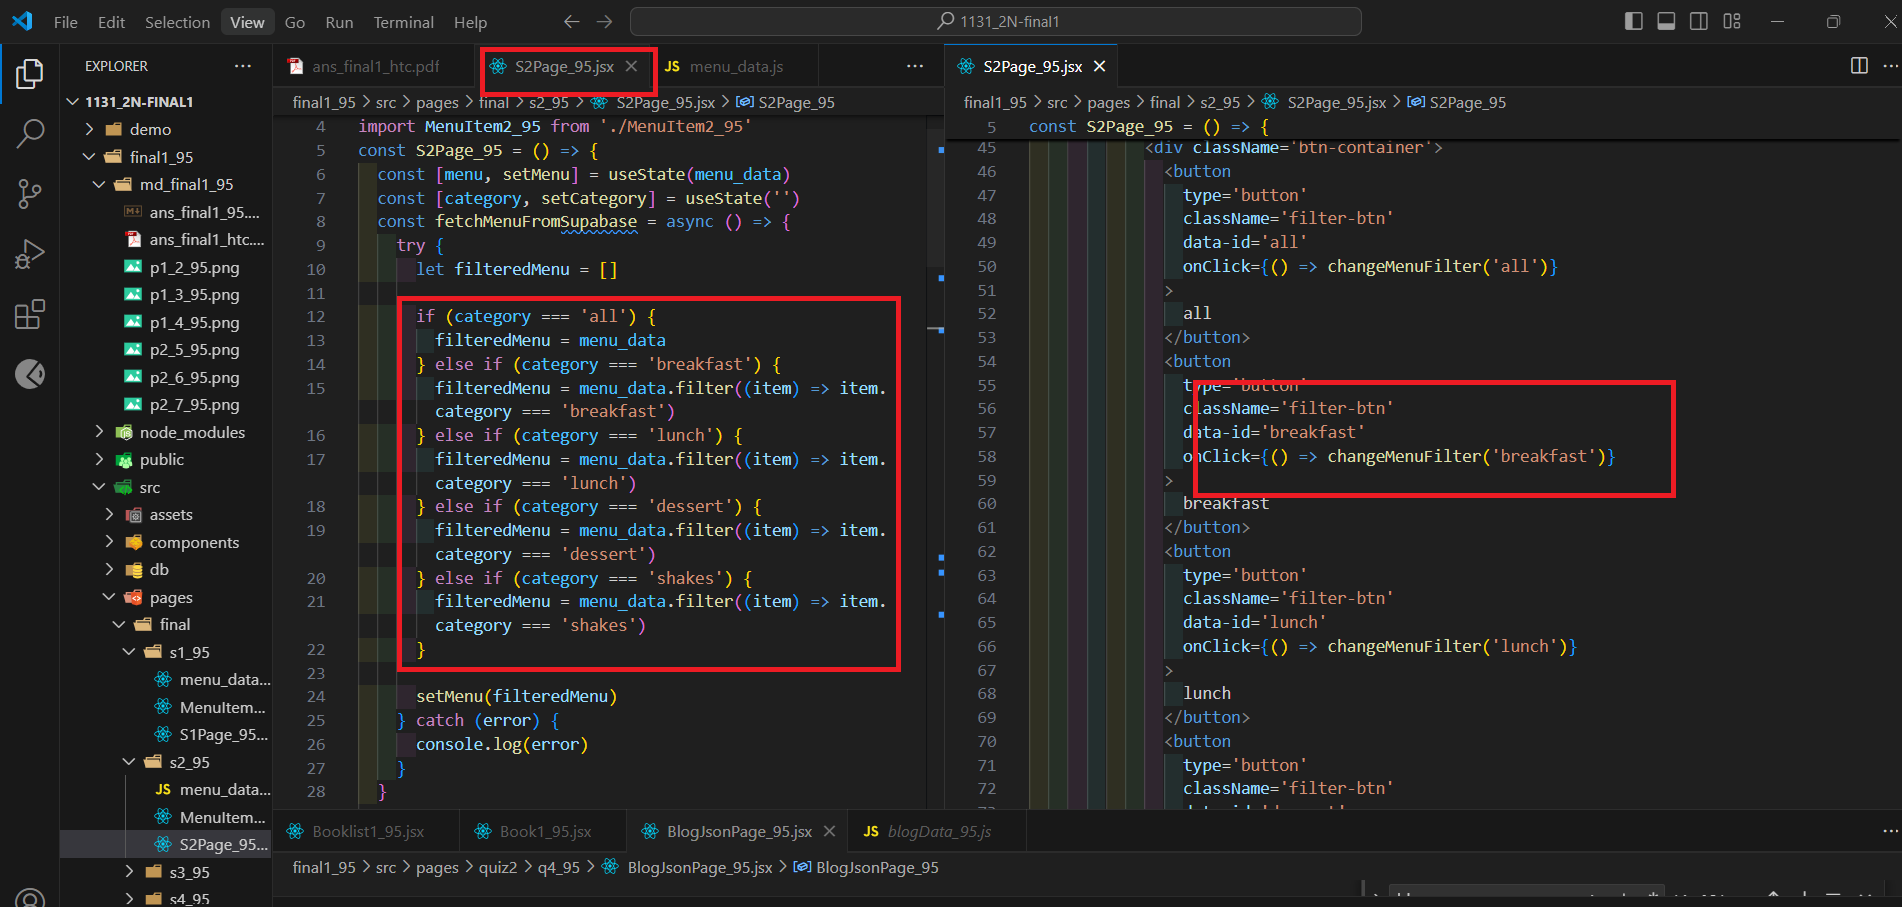 File Edit Selection View Go Run Terminal Help
1131_2N-final1
EXPLORER
1131_2N-FINAL1
demo
final1_95
md_final1_95
ans_final1_95....
ans_final1_htc....
p1_2_95.png
p1_3_95.png
p1_4_95.png
p2_5_95.png
p2_6_95.png
p2_7_95.png
node_modules
public
src
assets
components
db
pages
final
s1_95
menu_data...
MenuItem...
S1Page_95...
s2_95
JS menu_data...
MenuItem...
S2Page_95...
s3_95
s4_95
ans_final1_htc.pdf S2Page_95.jsx JS menu_data.js
final1_95 > src > pages > final > s2_95 > S2Page_95.jsx > S2Page_95
4 import MenuItem2_95 from './MenuItem2_95'
5 const S2Page_95 = () => {
6 const [menu, setMenu] = useState(menu_data)
7 const [category, setCategory] = useState('')
8 const fetchMenuFromSupabase = async () => {
9 try {
10 let filteredMenu = []
11
12 if (category === 'all') {
13 filteredMenu = menu_data
14 } else if (category === 'breakfast') {
15 filteredMenu = menu_data.filter((item) => item.
category === 'breakfast')
16 } else if (category === 'lunch') {
17 filteredMenu = menu_data.filter((item) => item.
category === 'lunch')
18 } else if (category === 'dessert') {
19 filteredMenu = menu_data.filter((item) => item.
category === 'dessert')
20 } else if (category === 'shakes') {
21 filteredMenu = menu_data.filter((item) => item.
category === 'shakes')
22 }
23
24 setMenu(filteredMenu)
25 } catch (error) {
26 console.log(error)
27 }
28 }
S2Page_95.jsx
final1_95 > src > pages > final > s2_95 > S2Page_95.jsx > S2Page_95
5 const S2Page_95 = () => {
45 <div className='btn-container'>
46 <button
47 type='button'
48 className='filter-btn'
49 data-id='all'
50 onClick={() => changeMenuFilter('all')}
51 >
52 all
53 </button>
54 <button
55 type='button'
56 className='filter-btn'
57 data-id='breakfast'
58 onClick={() => changeMenuFilter('breakfast')}
59 >
60 breakfast
61 </button>
62 <button
63 type='button'
64 className='filter-btn'
65 data-id='lunch'
66 onClick={() => changeMenuFilter('lunch')}
67 >
68 lunch
69 </button>
70 <button
71 type='button'
72 className='filter-btn'
Booklist1_95.jsx Book1_95.jsx BlogJsonPage_95.jsx JS blogData_95.js
final1_95 > src > pages > quiz2 > q4_95 > BlogJsonPage_95.jsx > BlogJsonPage_95